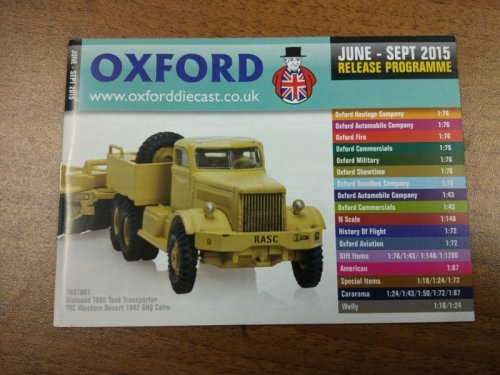 JUNE - SEPT 2015
OXFORD
www.oxforddiecast.co.uk
JUNE - SEPT 2015
RELEASE PROGRAMME
Oxford Haulage Company 1:76
Oxford Automobile Company 1:76
Oxford Fire 1:76
Oxford Commercials 1:76
Oxford Military 1:76
Oxford Showtime 1:76
Oxford Omnibus Company 1:76
Oxford Automobile Company 1:43
Oxford Commercials 1:43
N Scale 1:148
History Of Flight 1:72
Oxford Aviation 1:72
Gift Items 1:76/1:43/1:148/1:1200
American 1:87
Special Items 1:18/1:24/1:72
Cararama 1:24/1:43/1:50/1:72/1:87
Welly 1:18/1:24
RASC
76DT001
Diamond T980 Tank Transporter
TRC Western Desert 1942 GHQ Cairo